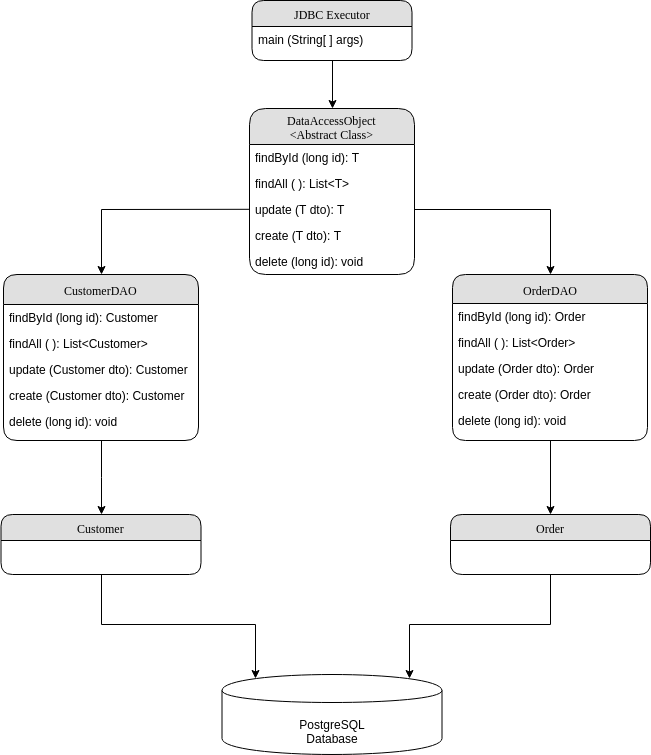 JDBC Executor
main (String[ ] args)
DataAccessObject
<Abstract Class>
findById (long id): T
findAll ( ): List<T>
update (T dto): T
create (T dto): T
delete (long id): void
CustomerDAO
findById (long id): Customer
findAll ( ): List<Customer>
update (Customer dto): Customer
create (Customer dto): Customer
delete (long id): void
OrderDAO
findById (long id): Order
findAll ( ): List<Order>
update (Order dto): Order
create (Order dto): Order
delete (long id): void
Customer
Order
PostgreSQL
Database